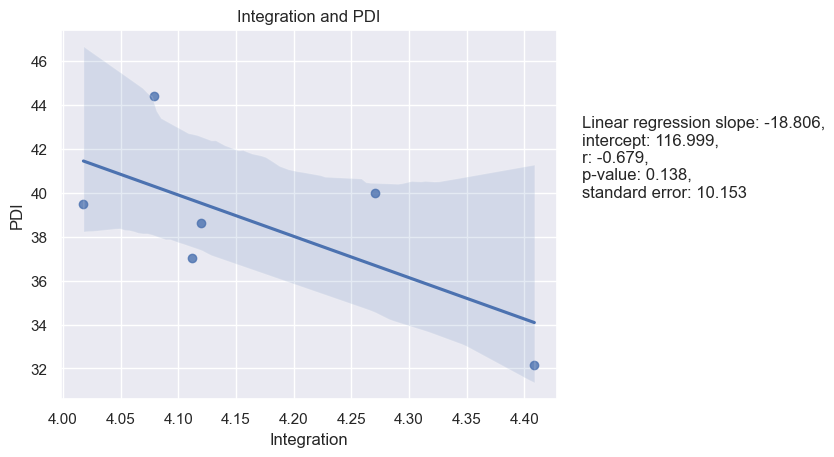 Integration and PDI
46
44
42
40
38
36
34
32
PDI
4.00 4.05 4.10 4.15 4.20 4.25 4.30 4.35 4.40
Integration
Linear regression slope: -18.806,
intercept: 116.999,
r: -0.679,
p-value: 0.138,
standard error: 10.153